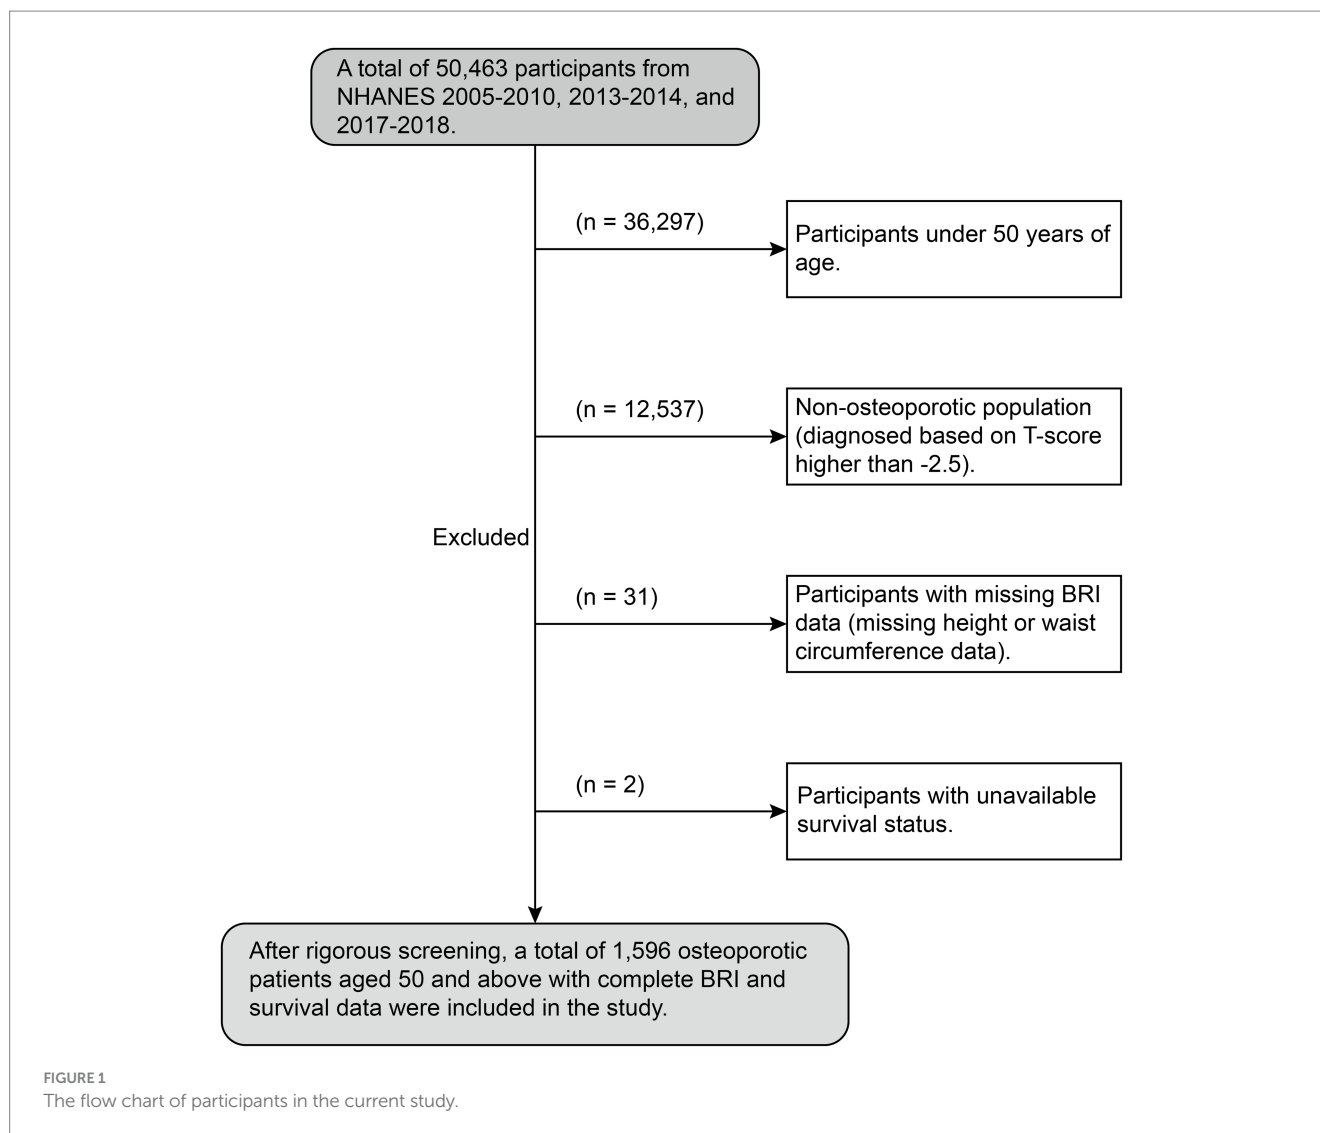 A total of 50,463 participants from
NHANES 2005-2010, 2013-2014, and
2017-2018.
(n = 36,297)
Participants under 50 years of
age.
(n = 12,537)
Non-osteoporotic population
(diagnosed based on T-score
higher than -2.5).
Excluded
(n = 31)
Participants with missing BRI
data (missing height or waist
circumference data).
(n = 2)
Participants with unavailable
survival status.
After rigorous screening, a total of 1,596 osteoporotic
patients aged 50 and above with complete BRI and
survival data were included in the study.
FIGURE 1
The flow chart of participants in the current study.